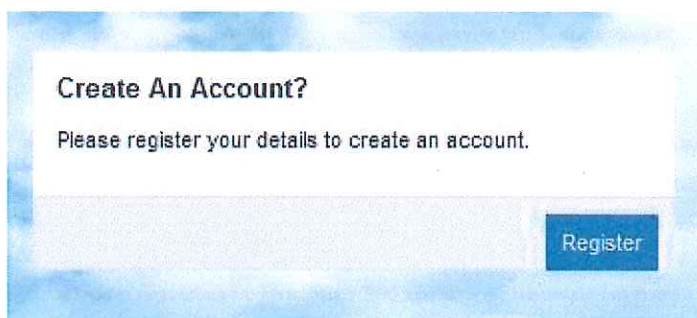 Create An Account?
Please register your details to create an account.
Register